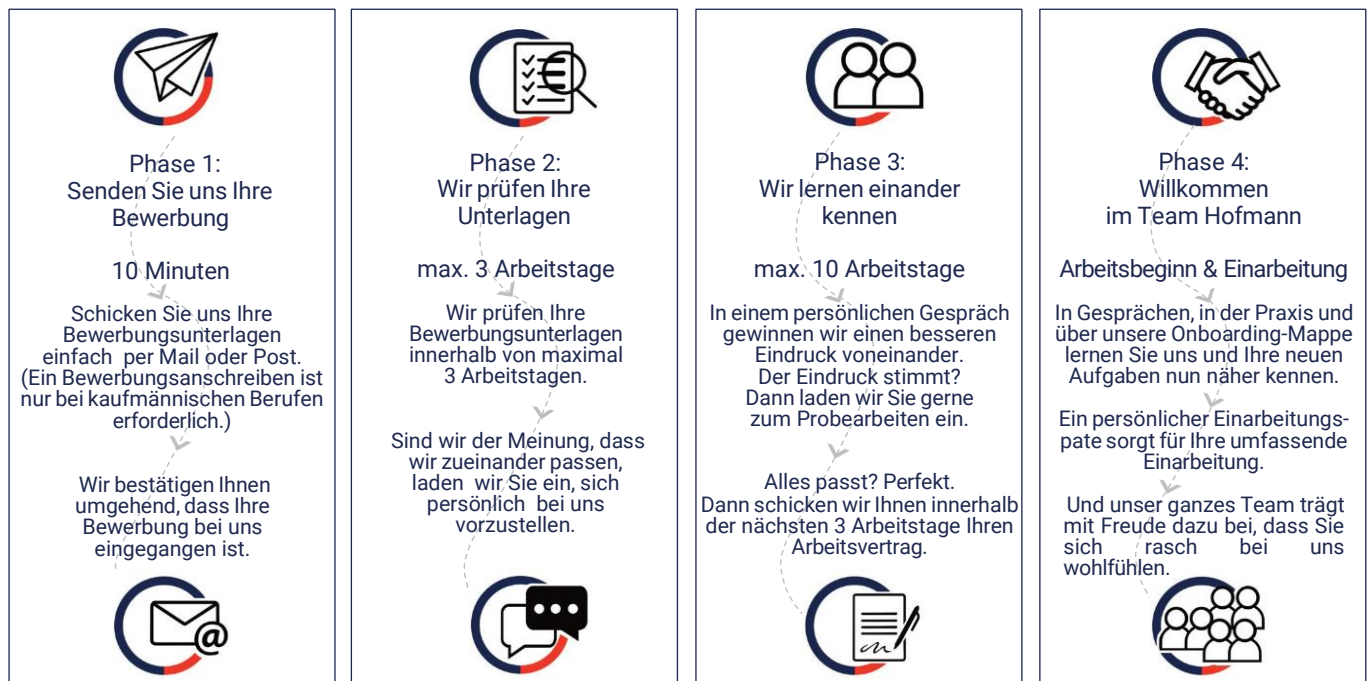 Phase 1:
Senden Sie uns Ihre
Bewerbung
10 Minuten
Schicken Sie uns Ihre
Bewerbungsunterlagen
einfach per Mail oder Post.
(Ein Bewerbungsanschreiben ist
nur bei kaufmännischen Berufen
erforderlich.)
Wir bestätigen Ihnen
umgehend, dass Ihre
Bewerbung bei uns
eingegangen ist.
@
Phase 2:
Wir prüfen Ihre
Unterlagen
max. 3 Arbeitstage
Wir prüfen Ihre
Bewerbungsunterlagen
innerhalb von maximal
3 Arbeitstagen.
Sind wir der Meinung, dass
wir zueinander passen,
laden wir Sie ein, sich
persönlich bei uns
vorzustellen.
Phase 3:
Wir lernen einander
kennen
max. 10 Arbeitstage
In einem persönlichen Gespräch
gewinnen wir einen besseren
Eindruck voneinander.
Der Eindruck stimmt?
Dann laden wir Sie gerne
zum Probearbeiten ein.
Alles passt? Perfekt.
Dann schicken wir Ihnen innerhalb
der nächsten 3 Arbeitstage Ihren
Arbeitsvertrag.
Phase 4:
Willkommen
im Team Hofmann
Arbeitsbeginn & Einarbeitung
In Gesprächen, in der Praxis und
über unsere Onboarding-Mappe
lernen Sie uns und Ihre neuen
Aufgaben nun näher kennen.
Ein persönlicher Einarbeitungs-
pate sorgt für Ihre umfassende
Einarbeitung.
Und unser ganzes Team trägt
mit Freude dazu bei, dass Sie
sich rasch bei uns
wohlfühlen.